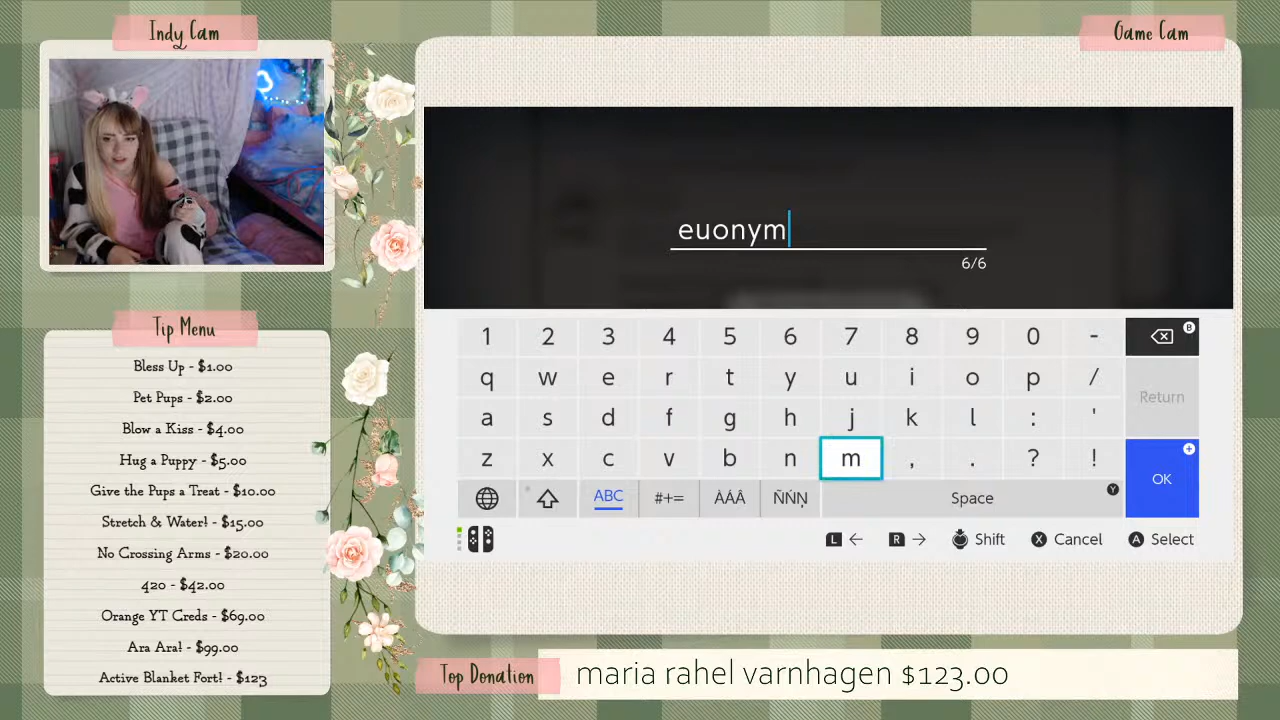 Indy Cam
Game Cam
euonym
6/6
1 2 3 4 5 6 7 8 9 0 -
q w e r t y u i o p /
Return
a s d f g h j k l : '
z x c v b n m , . ? !
OK
ABC #+= ÀÁÂ ÑŃŅ Space
L ← R → Shift X Cancel A Select
B
+
Y
Tip Menu
Bless Up - $1.00
Pet Pups - $2.00
Blow a Kiss - $4.00
Hug a Puppy - $5.00
Give the Pups a Treat - $10.00
Stretch & Water! - $15.00
No Crossing Arms - $20.00
420 - $42.00
Orange YT Creds - $69.00
Ara Ara! - $99.00
Active Blanket Fort! - $123
Top Donation
maria rahel varnhagen $123.00